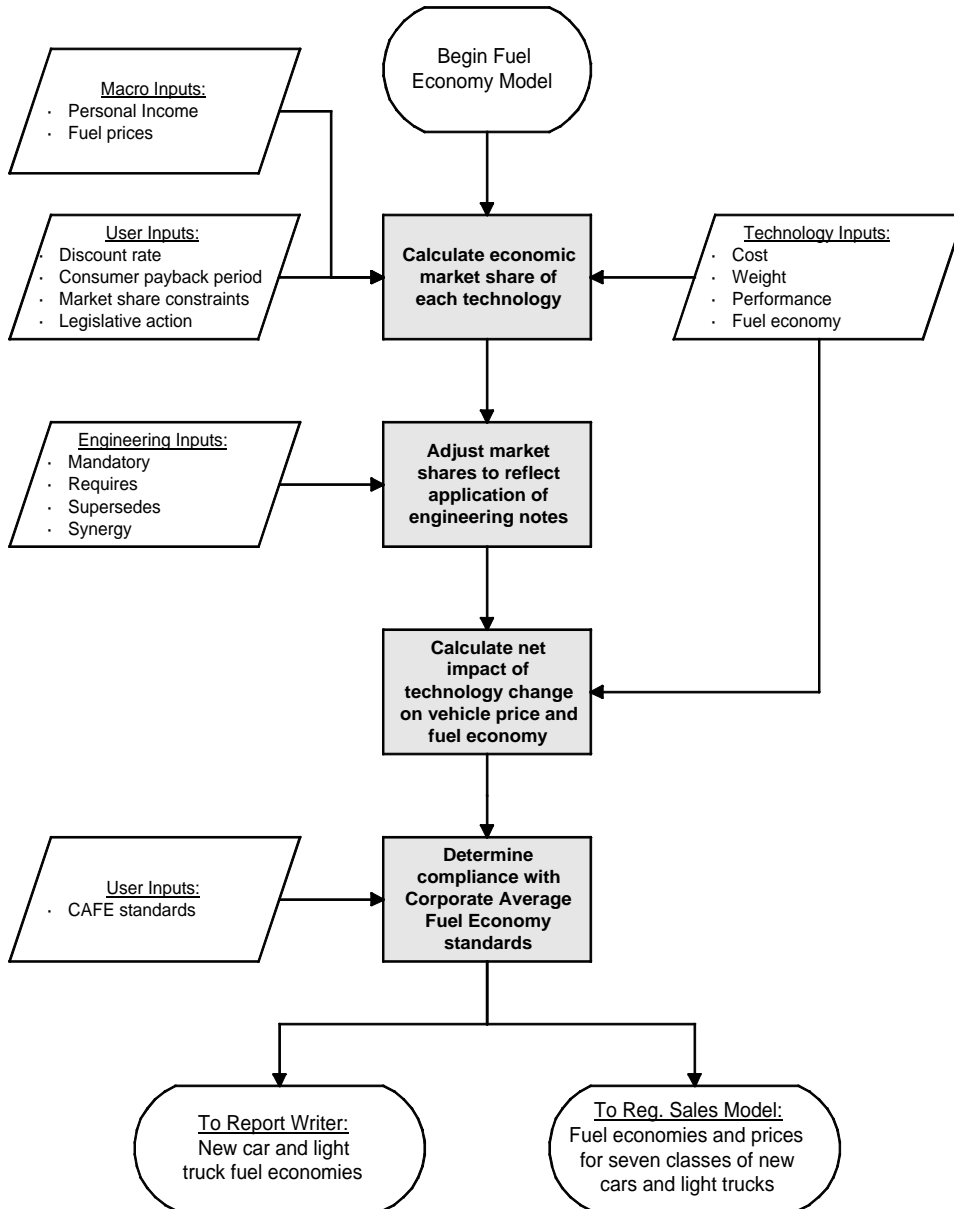 Begin Fuel
Economy Model
Macro Inputs:
· Personal Income
· Fuel prices
User Inputs:
· Discount rate
· Consumer payback period
· Market share constraints
· Legislative action
Calculate economic
market share of
each technology
Technology Inputs:
· Cost
· Weight
· Performance
· Fuel economy
Engineering Inputs:
· Mandatory
· Requires
· Supersedes
· Synergy
Adjust market
shares to reflect
application of
engineering notes
Calculate net
impact of
technology change
on vehicle price and
fuel economy
User Inputs:
· CAFE standards
Determine
compliance with
Corporate Average
Fuel Economy
standards
To Report Writer:
New car and light
truck fuel economies
To Reg. Sales Model:
Fuel economies and prices
for seven classes of new
cars and light trucks